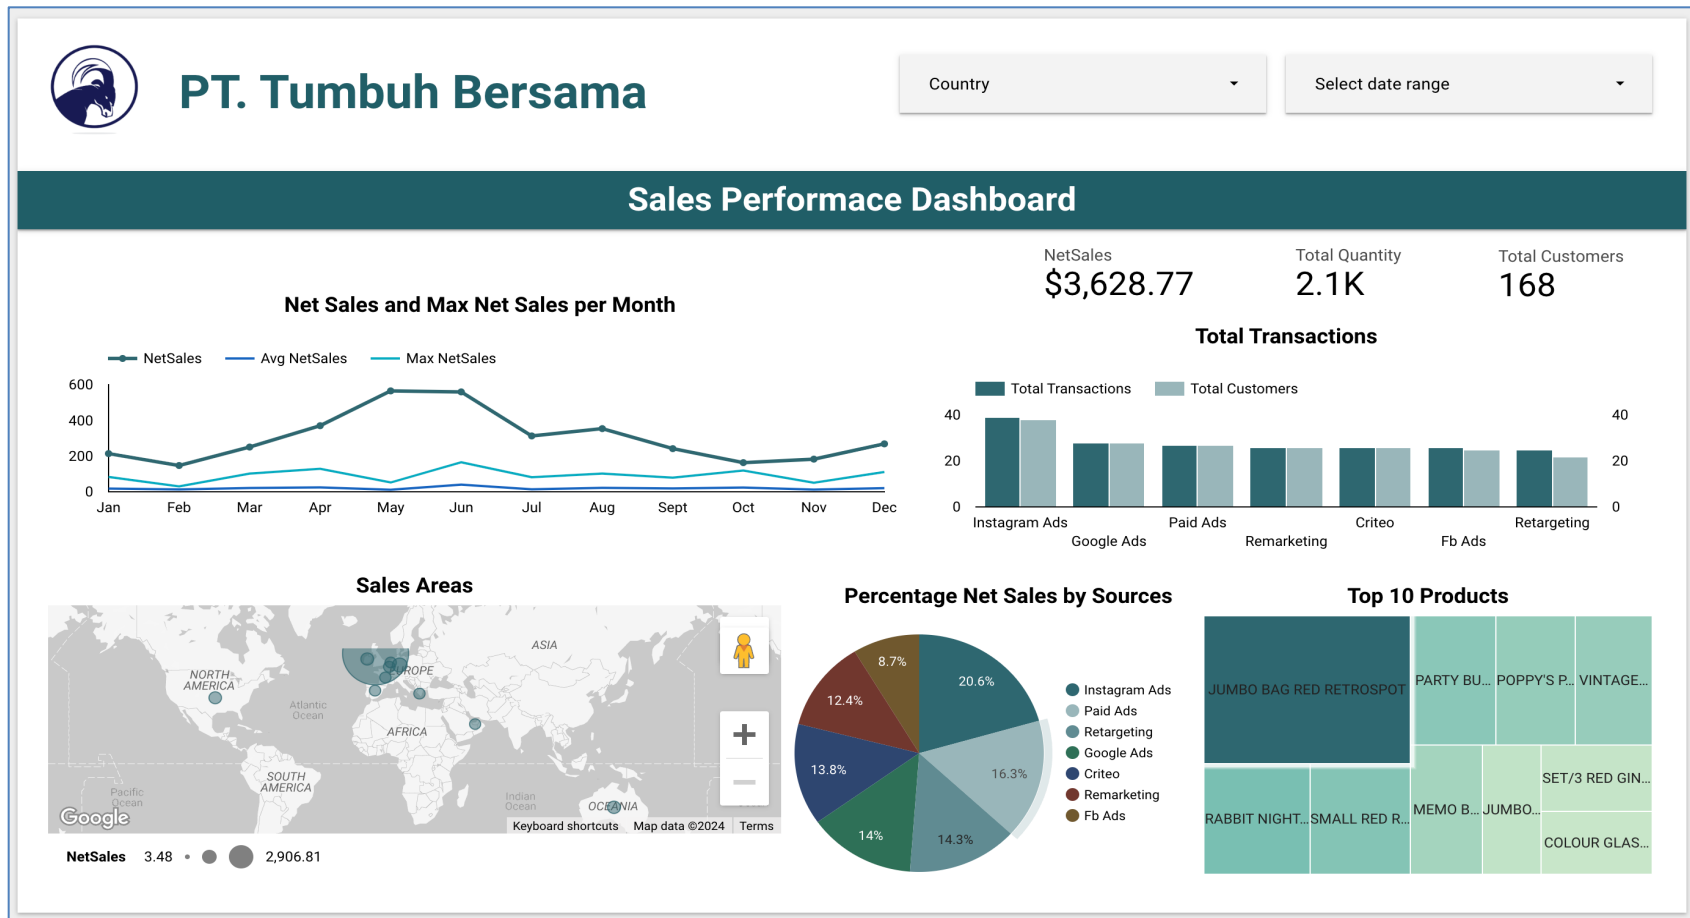 PT. Tumbuh Bersama
Country
Select date range
Sales Performace Dashboard
NetSales
$3,628.77
Total Quantity
2.1K
Total Customers
168
Net Sales and Max Net Sales per Month
NetSales
Avg NetSales
Max NetSales
600
400
200
0
Jan Feb Mar Apr May Jun Jul Aug Sept Oct Nov Dec
Total Transactions
Total Transactions
Total Customers
40
20
0
40
20
0
Instagram Ads
Google Ads
Paid Ads
Remarketing
Criteo
Fb Ads
Retargeting
Sales Areas
NORTH
AMERICA
Atlantic
Ocean
EUROPE
ASIA
AFRICA
SOUTH
AMERICA
Pacific
Ocean
Indian
Ocean
OCEANIA
Google
Keyboard shortcuts
Map data ©2024
Terms
NetSales 3.48 2,906.81
Percentage Net Sales by Sources
20.6%
16.3%
14.3%
14%
13.8%
12.4%
8.7%
Instagram Ads
Paid Ads
Retargeting
Google Ads
Criteo
Remarketing
Fb Ads
Top 10 Products
JUMBO BAG RED RETROSPOT
PARTY BU...
POPPY'S P...
VINTAGE...
RABBIT NIGHT...
SMALL RED R...
MEMO B...
JUMBO...
SET/3 RED GIN...
COLOUR GLAS...